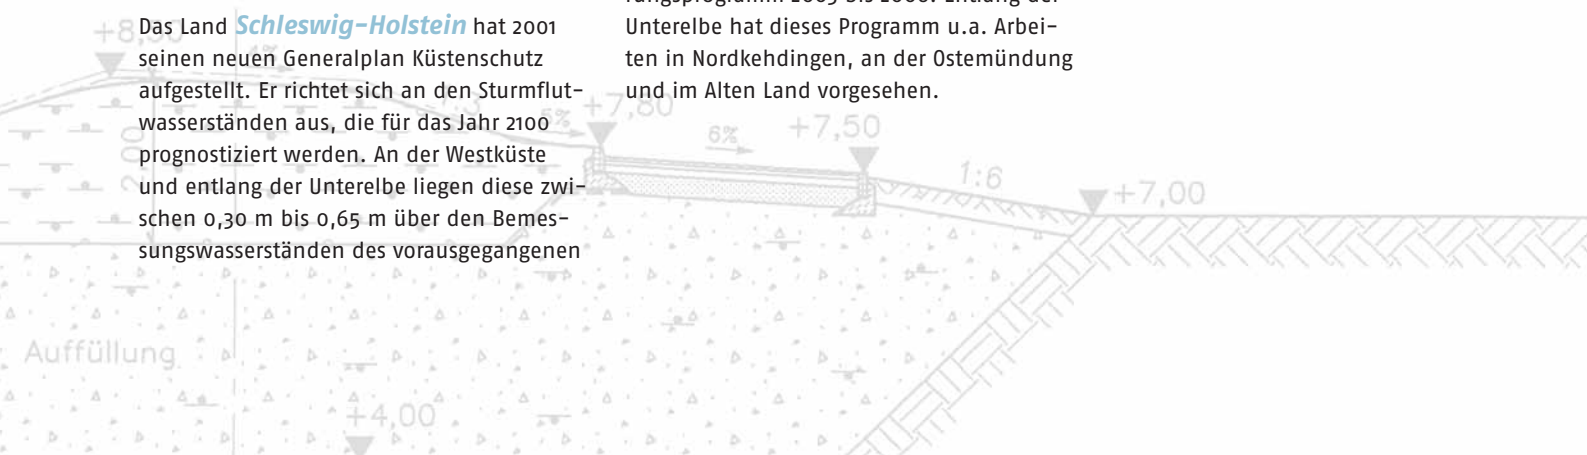 Das Land Schleswig-Holstein hat 2001
seinen neuen Generalplan Küstenschutz
aufgestellt. Er richtet sich an den Sturmflut-
wasserständen aus, die für das Jahr 2100
prognostiziert werden. An der Westküste
und entlang der Unterelbe liegen diese zwi-
schen 0,30 m bis 0,65 m über den Bemes-
sungswasserständen des vorausgegangenen
Unterelbe hat dieses Programm u.a. Arbei-
ten in Nordkehdingen, an der Ostemündung
und im Alten Land vorgesehen.
+7,80
6%
+7,50
1:6
+7,00
Auffüllung
+4,00